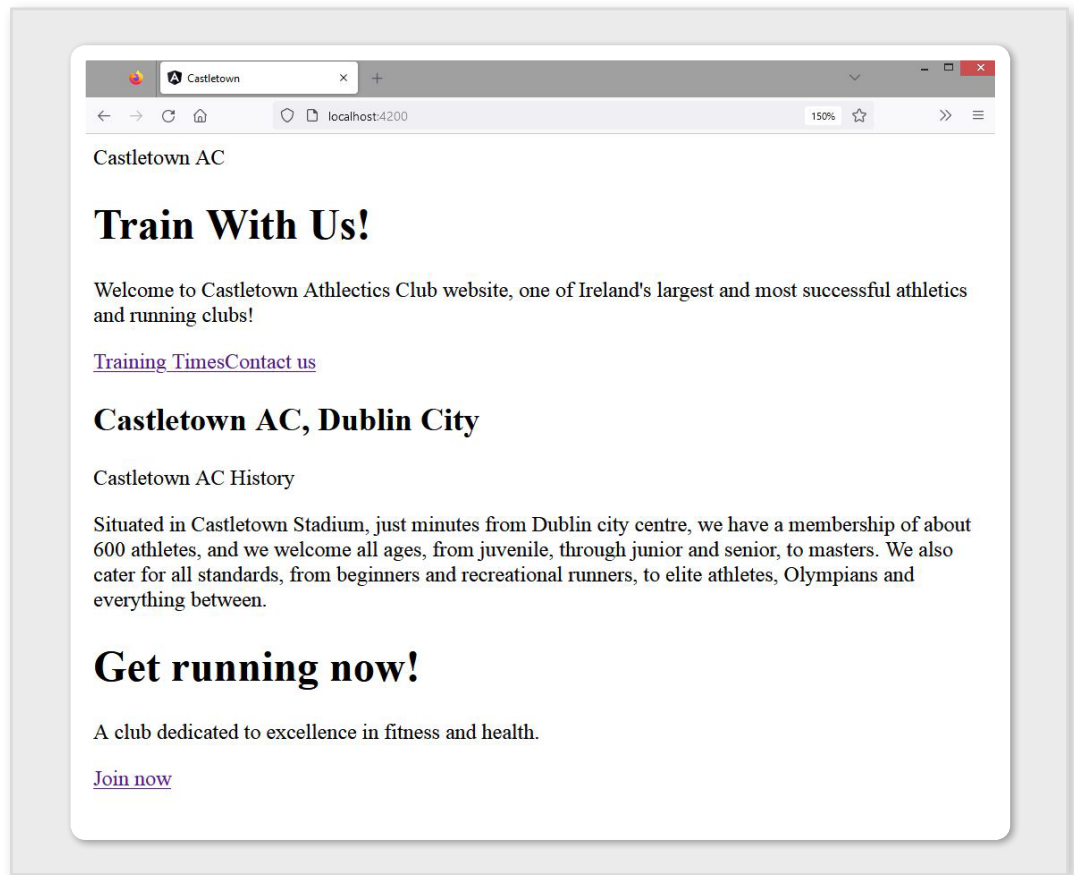 Castletown
localhost:4200
150%
Castletown AC
Train With Us!
Welcome to Castletown Athlectics Club website, one of Ireland's largest and most successful athletics
and running clubs!
Training TimesContact us
Castletown AC, Dublin City
Castletown AC History
Situated in Castletown Stadium, just minutes from Dublin city centre, we have a membership of about
600 athletes, and we welcome all ages, from juvenile, through junior and senior, to masters. We also
cater for all standards, from beginners and recreational runners, to elite athletes, Olympians and
everything between.
Get running now!
A club dedicated to excellence in fitness and health.
Join now